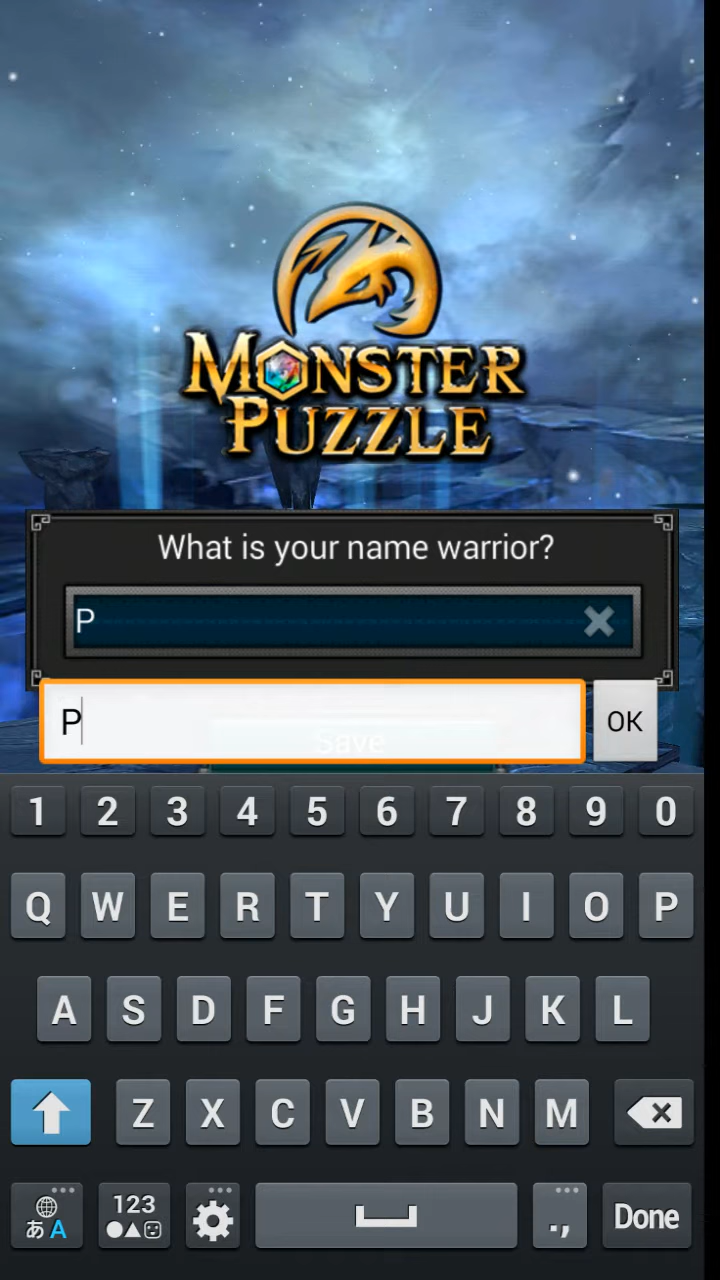 MONSTER
PUZZLE
What is your name warrior?
P
P
OK
Save
1 2 3 4 5 6 7 8 9 0
Q W E R T Y U I O P
A S D F G H J K L
Z X C V B N M
あ A
123
.,
Done